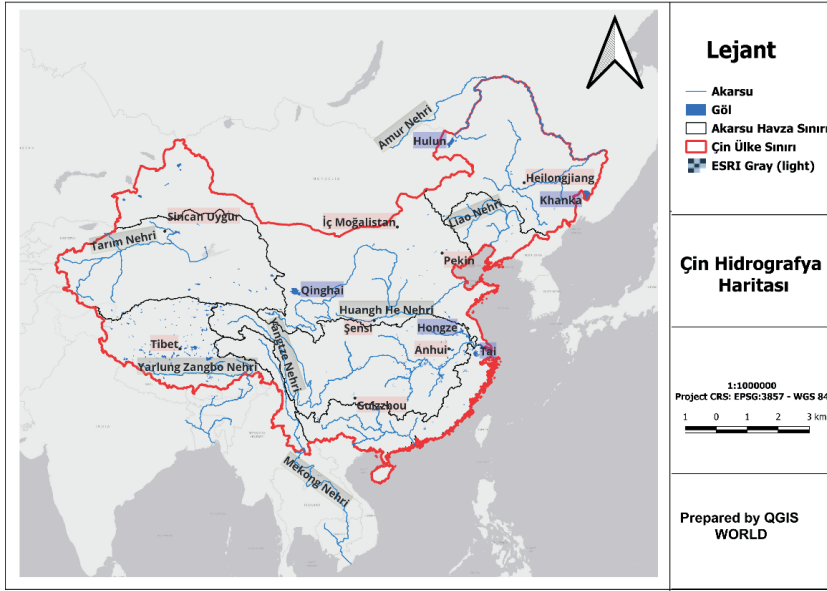 Amur Nehri
Hulun
Heilongjiang
Khanka
Liao Nehri
Sincan Uygur
İç Moğalistan
Tarım Nehri
Pekin
Qinghai
Huangh He Nehri
Şensi
Hongze
Yangtze Nehri
Tibet
Anhui
Tai
Yarlung Zangbo Nehri
Guizhou
Mekong Nehri
Lejant
Akarsu
Göl
Akarsu Havza Sınırı
Çin Ülke Sınırı
ESRI Gray (light)
Çin Hidrografya
Haritası
1:1000000
Project CRS: EPSG:3857 - WGS 84
1 0 1 2 3 km
Prepared by QGIS
WORLD